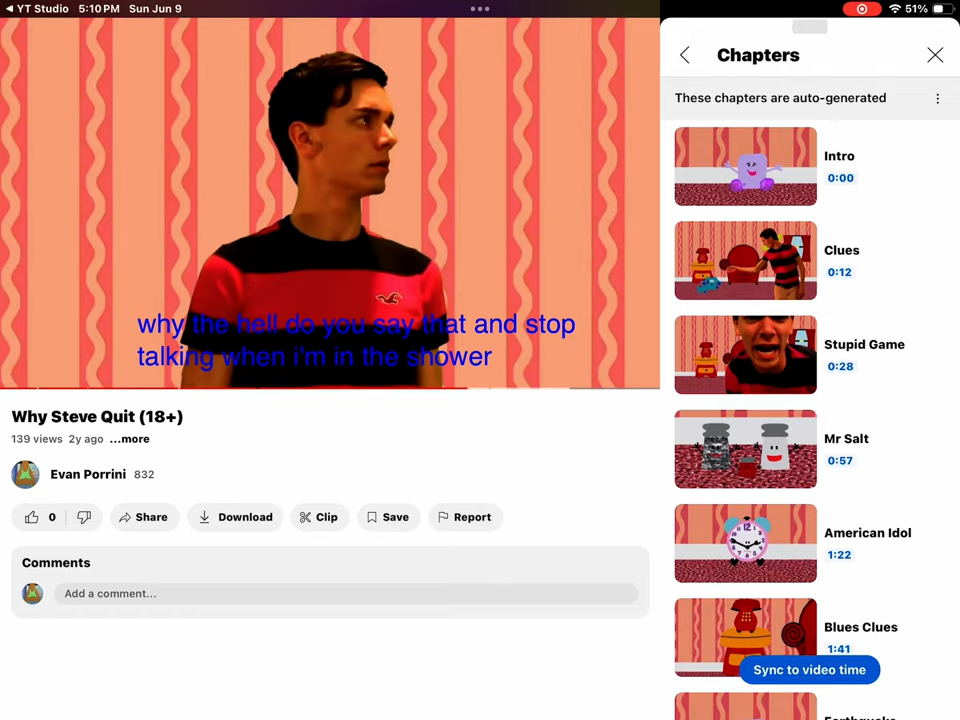 YT Studio 5:10 PM Sun Jun 9
51%
why the hell do you say that and stop
talking when i'm in the shower
Why Steve Quit (18+)
139 views 2y ago ...more
Evan Porrini 832
0 Share Download Clip Save Report
Comments
Add a comment...
Chapters
These chapters are auto-generated
Intro
0:00
Clues
0:12
Stupid Game
0:28
Mr Salt
0:57
American Idol
1:22
Blues Clues
1:41
Sync to video time